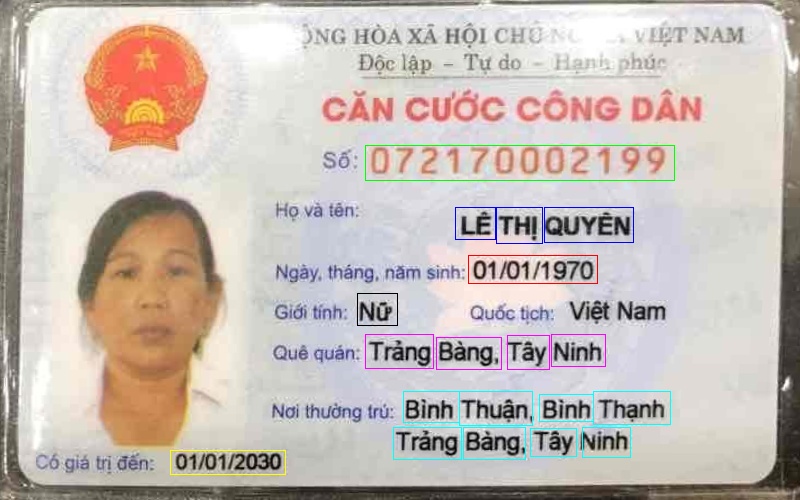 CỘNG HÒA XÃ HỘI CHỦ NGHĨA VIỆT NAM
Độc lập - Tự do - Hạnh phúc
CĂN CƯỚC CÔNG DÂN
Số: 072170002199
Họ và tên:
LÊ THỊ QUYÊN
Ngày, tháng, năm sinh: 01/01/1970
Giới tính: Nữ Quốc tịch: Việt Nam
Quê quán: Trảng Bàng, Tây Ninh
Nơi thường trú: Bình Thuận, Bình Thạnh
Trảng Bàng, Tây Ninh
Có giá trị đến: 01/01/2030